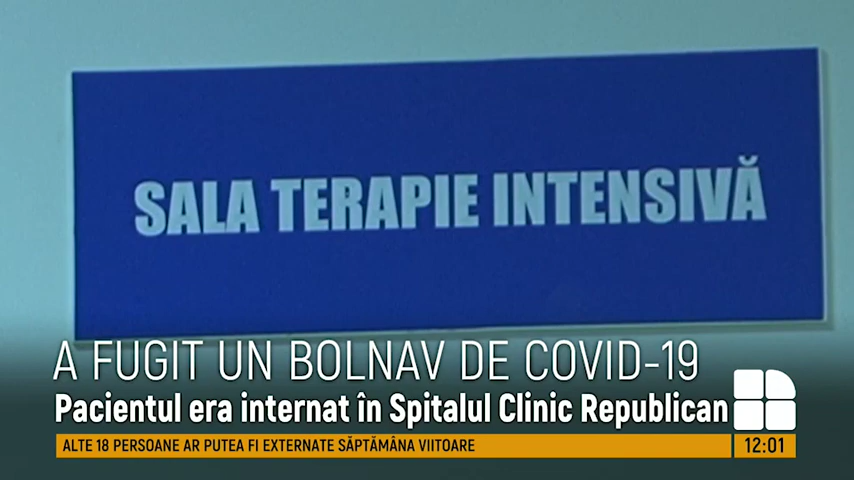 SALA TERAPIE INTENSIVĂ
A FUGIT UN BOLNAV DE COVID-19
Pacientul era internat în Spitalul Clinic Republican
ALTE 18 PERSOANE AR PUTEA FI EXTERNATE SĂPTĂMÂNA VIITOARE
12:01